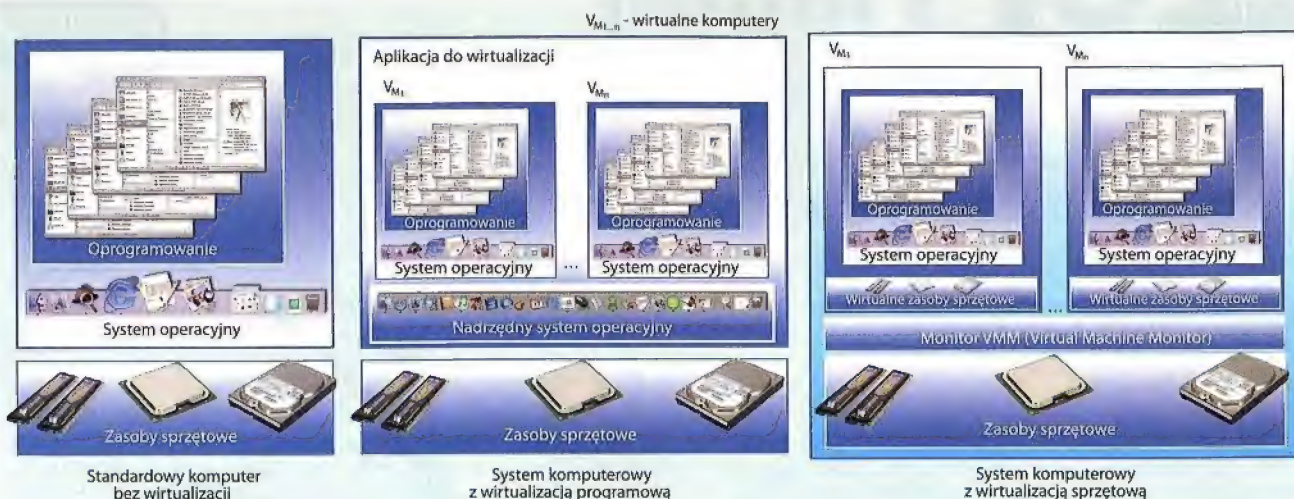 V_M1...n - wirtualne komputery
Oprogramowanie
System operacyjny
Zasoby sprzętowe
Standardowy komputer
bez wirtualizacji
Aplikacja do wirtualizacji
V_M1
V_Mn
Oprogramowanie
Oprogramowanie
System operacyjny
...
System operacyjny
Nadrzędny system operacyjny
Zasoby sprzętowe
System komputerowy
z wirtualizacją programową
V_M1
V_Mn
Oprogramowanie
Oprogramowanie
System operacyjny
System operacyjny
Wirtualne zasoby sprzętowe
...
Wirtualne zasoby sprzętowe
Monitor VMM (Virtual Machine Monitor)
Zasoby sprzętowe
System komputerowy
z wirtualizacją sprzętową